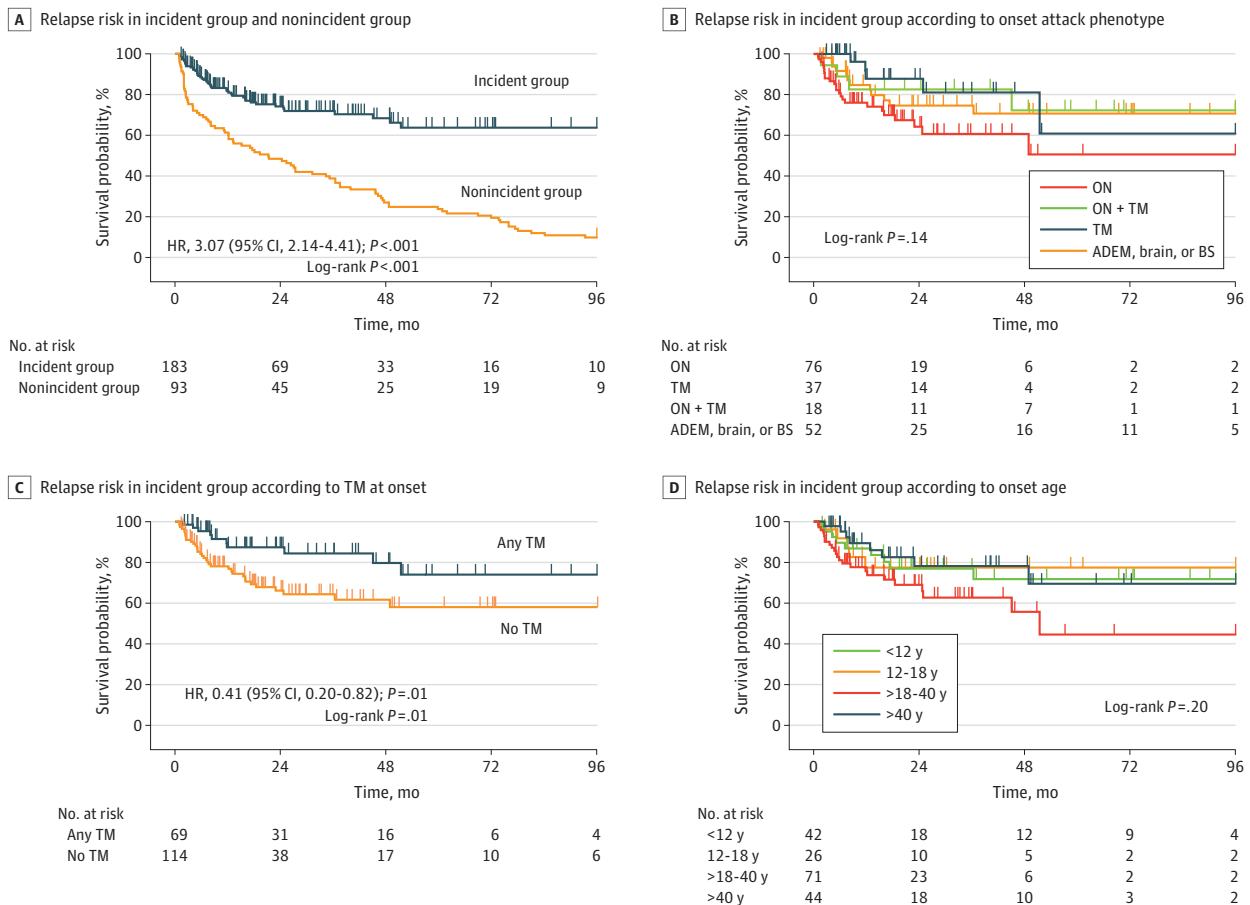 A Relapse risk in incident group and nonincident group
100
80
60
40
20
0
Survival probability, %
Incident group
Nonincident group
HR, 3.07 (95% CI, 2.14-4.41); P<.001
Log-rank P<.001
0 24 48 72 96
Time, mo
No. at risk
Incident group 183 69 33 16 10
Nonincident group 93 45 25 19 9
B Relapse risk in incident group according to onset attack phenotype
100
80
60
40
20
0
Survival probability, %
ON
ON + TM
TM
ADEM, brain, or BS
Log-rank P=.14
0 24 48 72 96
Time, mo
No. at risk
ON 76 19 6 2 2
TM 37 14 4 2 2
ON + TM 18 11 7 1 1
ADEM, brain, or BS 52 25 16 11 5
C Relapse risk in incident group according to TM at onset
100
80
60
40
20
0
Survival probability, %
Any TM
No TM
HR, 0.41 (95% CI, 0.20-0.82); P=.01
Log-rank P=.01
0 24 48 72 96
Time, mo
No. at risk
Any TM 69 31 16 6 4
No TM 114 38 17 10 6
D Relapse risk in incident group according to onset age
100
80
60
40
20
0
Survival probability, %
<12 y
12-18 y
>18-40 y
>40 y
Log-rank P=.20
0 24 48 72 96
Time, mo
No. at risk
<12 y 42 18 12 9 4
12-18 y 26 10 5 2 2
>18-40 y 71 23 6 2 2
>40 y 44 18 10 3 2